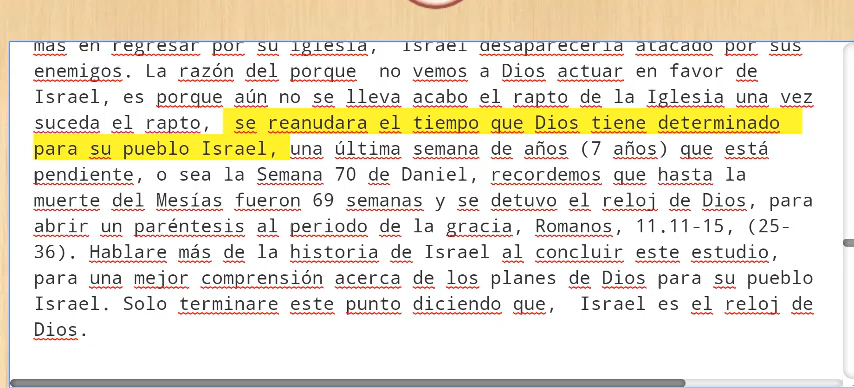 mas en regresar por su iglesia,  Israel desaparecería atacado por sus
enemigos. La razón del porque  no vemos a Dios actuar en favor de
Israel, es porque aún no se lleva acabo el rapto de la Iglesia una vez
suceda el rapto,  se reanudara el tiempo que Dios tiene determinado
para su pueblo Israel, una última semana de años (7 años) que está
pendiente, o sea la Semana 70 de Daniel, recordemos que hasta la
muerte del Mesías fueron 69 semanas y se detuvo el reloj de Dios, para
abrir un paréntesis al periodo de la gracia, Romanos, 11.11-15, (25-
36). Hablare más de la historia de Israel al concluir este estudio,
para una mejor comprensión acerca de los planes de Dios para su pueblo
Israel. Solo terminare este punto diciendo que,  Israel es el reloj de
Dios.